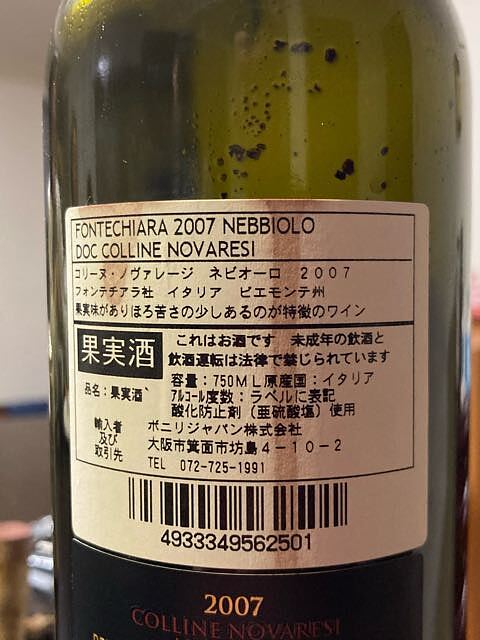 FONTECHIARA 2007 NEBBIOLO
DOC COLLINE NOVARESI
コリーヌ・ノヴァレージ ネビオーロ 2007
フォンテチアラ社 イタリア ピエモンテ州
果実味がありほろ苦さの少しあるのが特徴のワイン
果実酒
これはお酒です 未成年の飲酒と
飲酒運転は法律で禁じられています
品名：果実酒`
容量：750ML原産国：イタリア
アルコール度数：ラベルに表記
酸化防止剤（亜硫酸塩）使用
輸入者
及び
取引先
ボニリジャパン株式会社
大阪市箕面市坊島4-10-2
TEL 072-725-1991
4933349562501
2007
COLLINE NOVARESI